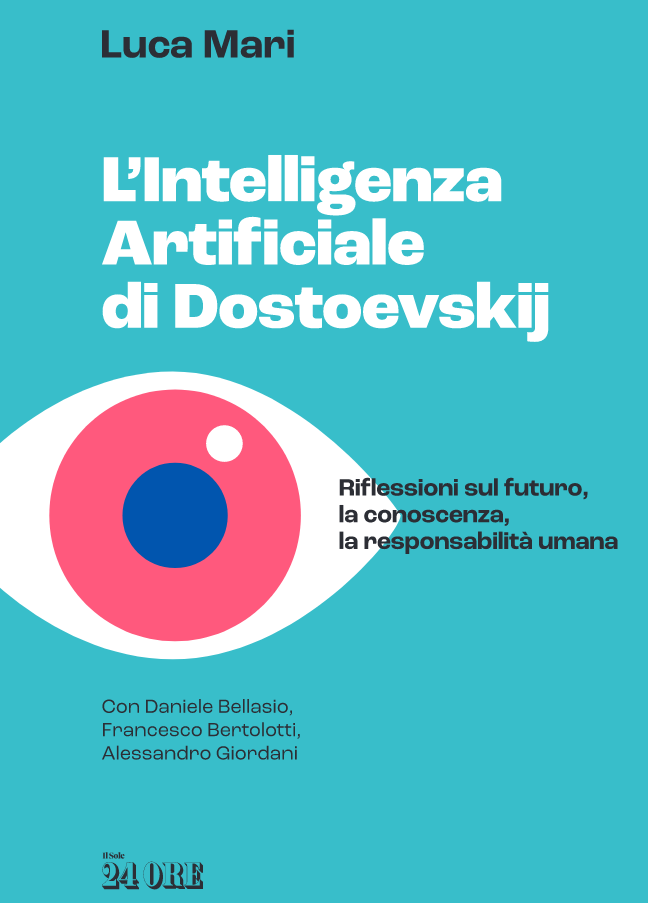 Luca Mari
L’Intelligenza
Artificiale
di Dostoevskij
Riflessioni sul futuro,
la conoscenza,
la responsabilità umana
Con Daniele Bellasio,
Francesco Bertolotti,
Alessandro Giordani
Il Sole
24 ORE